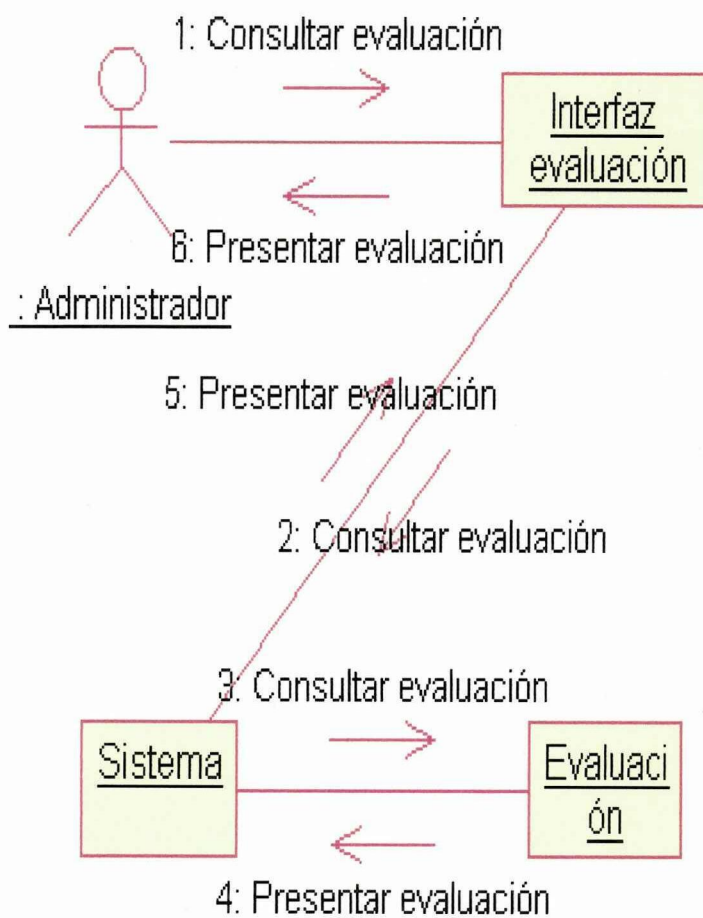 1: Consultar evaluación
Interfaz
evaluación
6: Presentar evaluación
: Administrador
5: Presentar evaluación
2: Consultar evaluación
3: Consultar evaluación
Sistema
Evaluaci
ón
4: Presentar evaluación